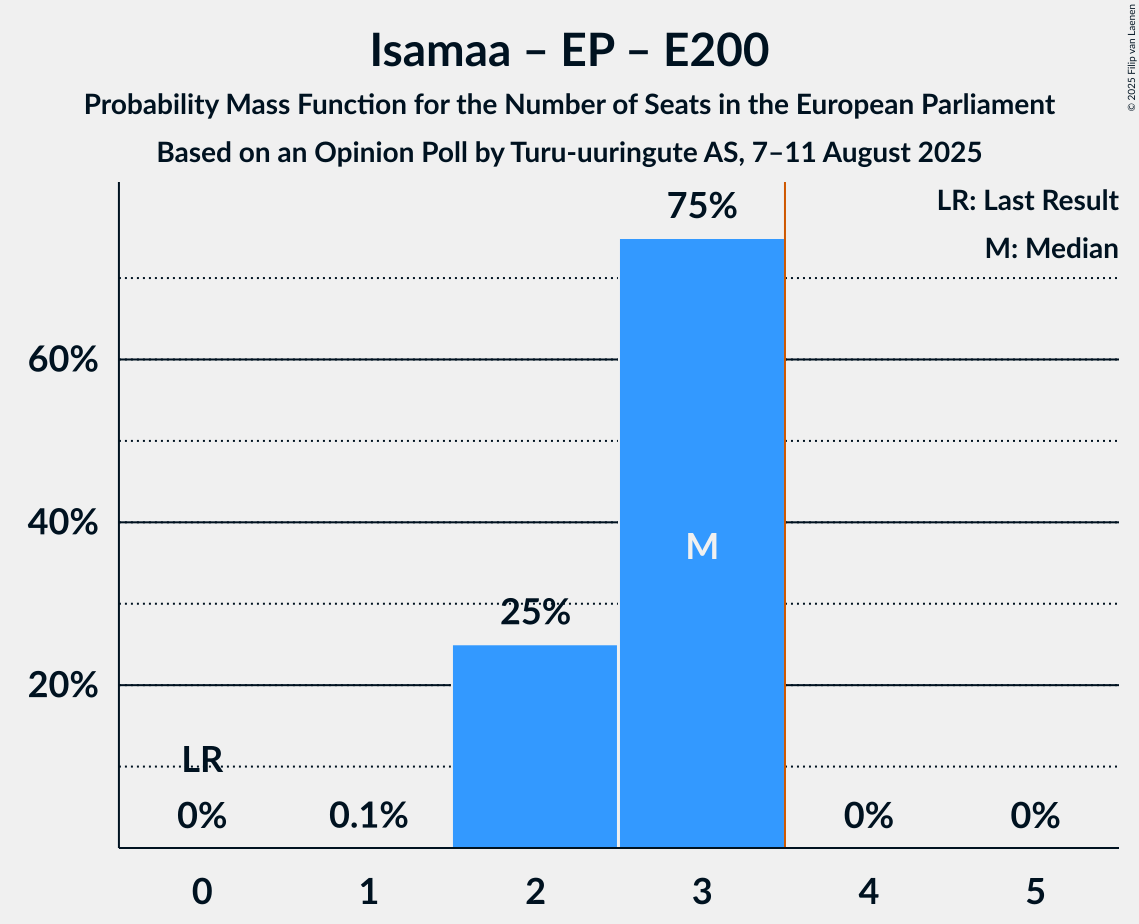 Isamaa – EP – E200
Probability Mass Function for the Number of Seats in the European Parliament
Based on an Opinion Poll by Turu-uuringute AS, 7–11 August 2025
© 2025 Filip van Laenen
LR: Last Result
M: Median
75%
60%
40%
M
25%
20%
LR
0%
0.1%
0%
0%
0
1
2
3
4
5